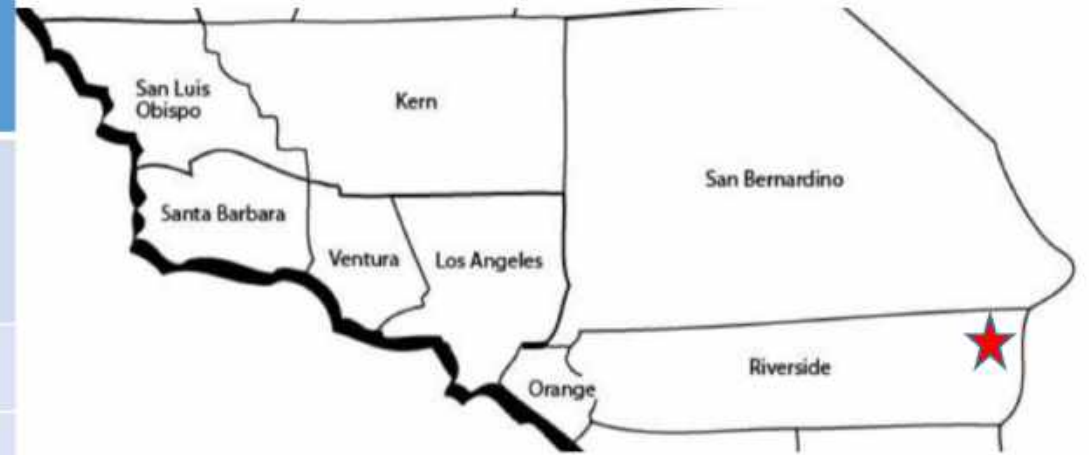 San Luis
Obispo
Kern
San Bernardino
Santa Barbara
Ventura
Los Angeles
Riverside
Orange